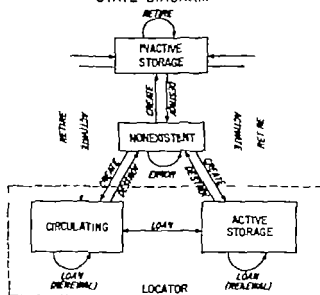 STATE DIAGRAM
RETIRE
INACTIVE
STORAGE
CREATE
DESTROY
RETIRE
ACTIVATE
NONEXISTENT
ACTIVATE
RETIRE
ERROR
CREATE
DESTROY
CREATE
DESTROY
CIRCULATING
LOAN
ACTIVE
STORAGE
LOAN
(RENEWAL)
LOAN
(RENEWAL)
LOCATOR